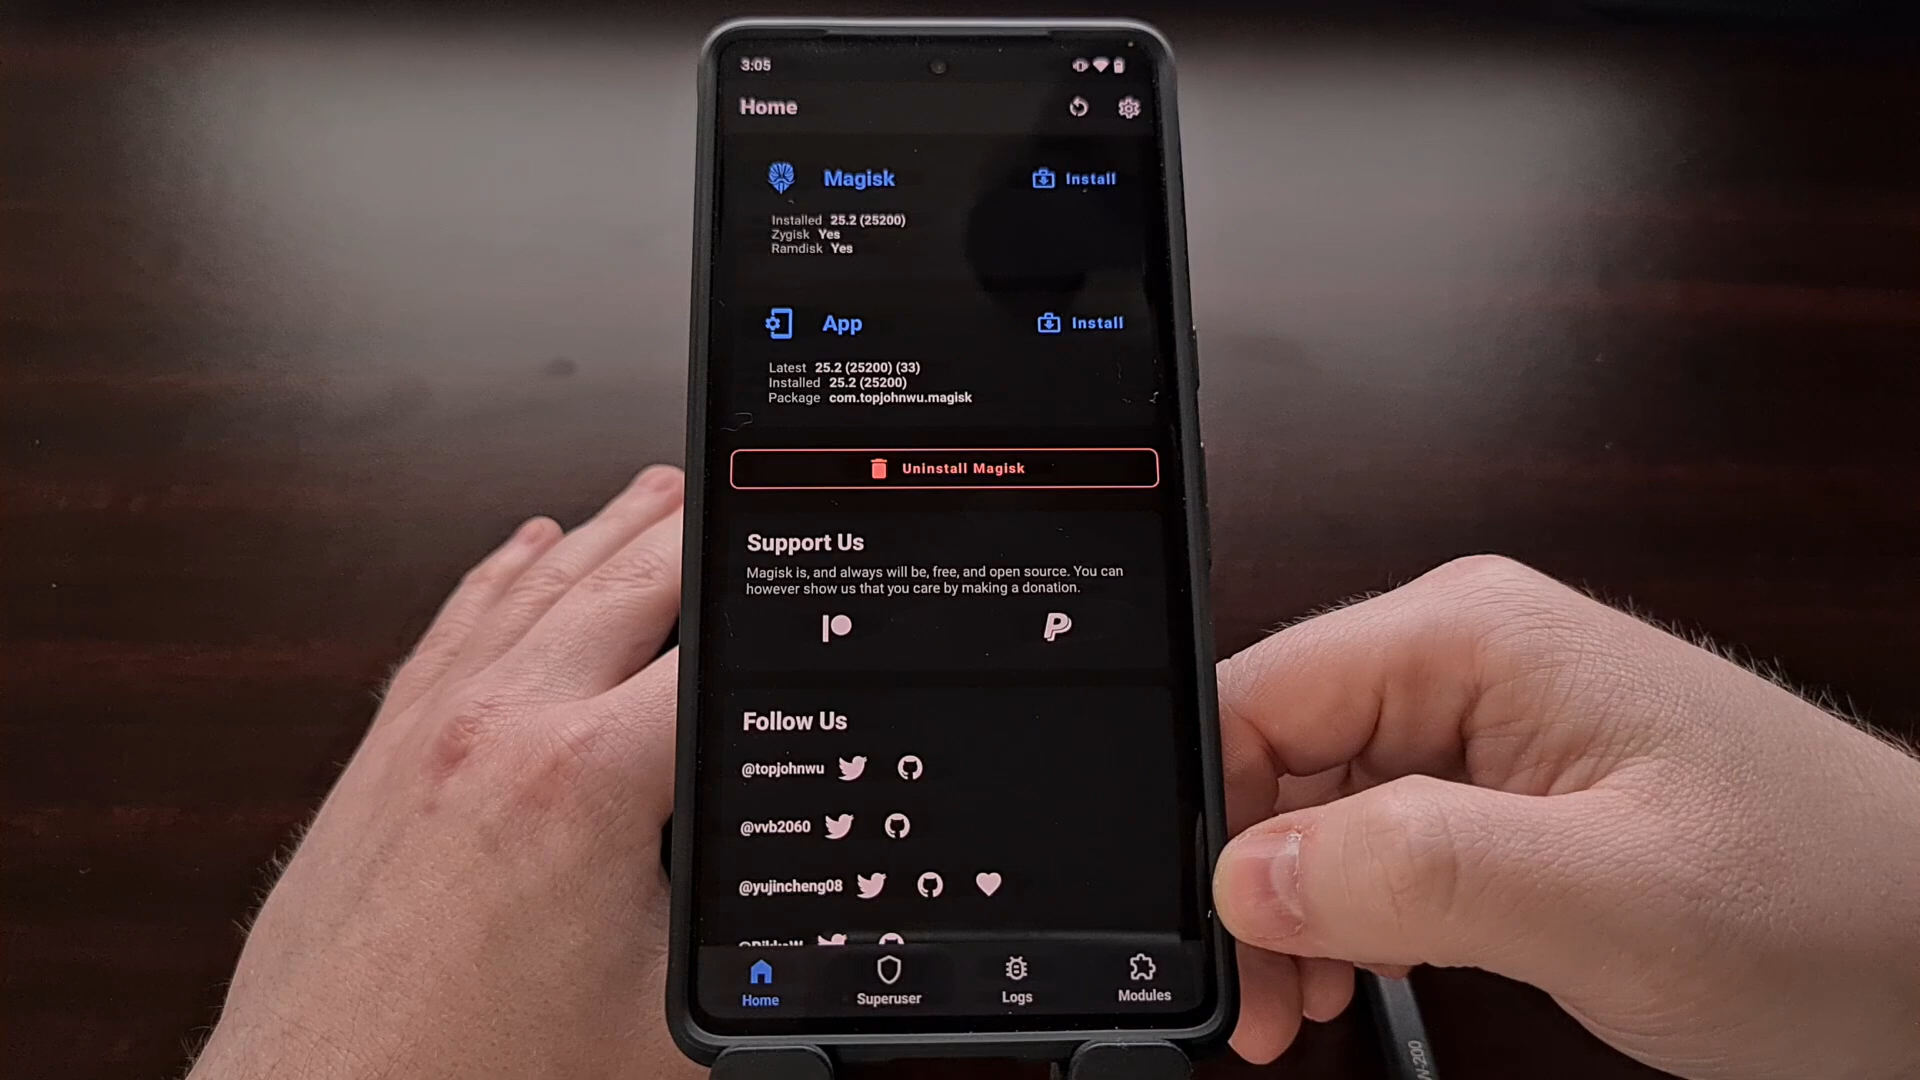 3:05
Home
Magisk
Install
Installed 25.2 (25200)
Zygisk Yes
Ramdisk Yes
App
Install
Latest 25.2 (25200) (33)
Installed 25.2 (25200)
Package com.topjohnwu.magisk
Uninstall Magisk
Support Us
Magisk is, and always will be, free, and open source. You can
however show us that you care by making a donation.
Follow Us
@topjohnwu
@vvb2060
@yujincheng08
Home
Superuser
Logs
Modules